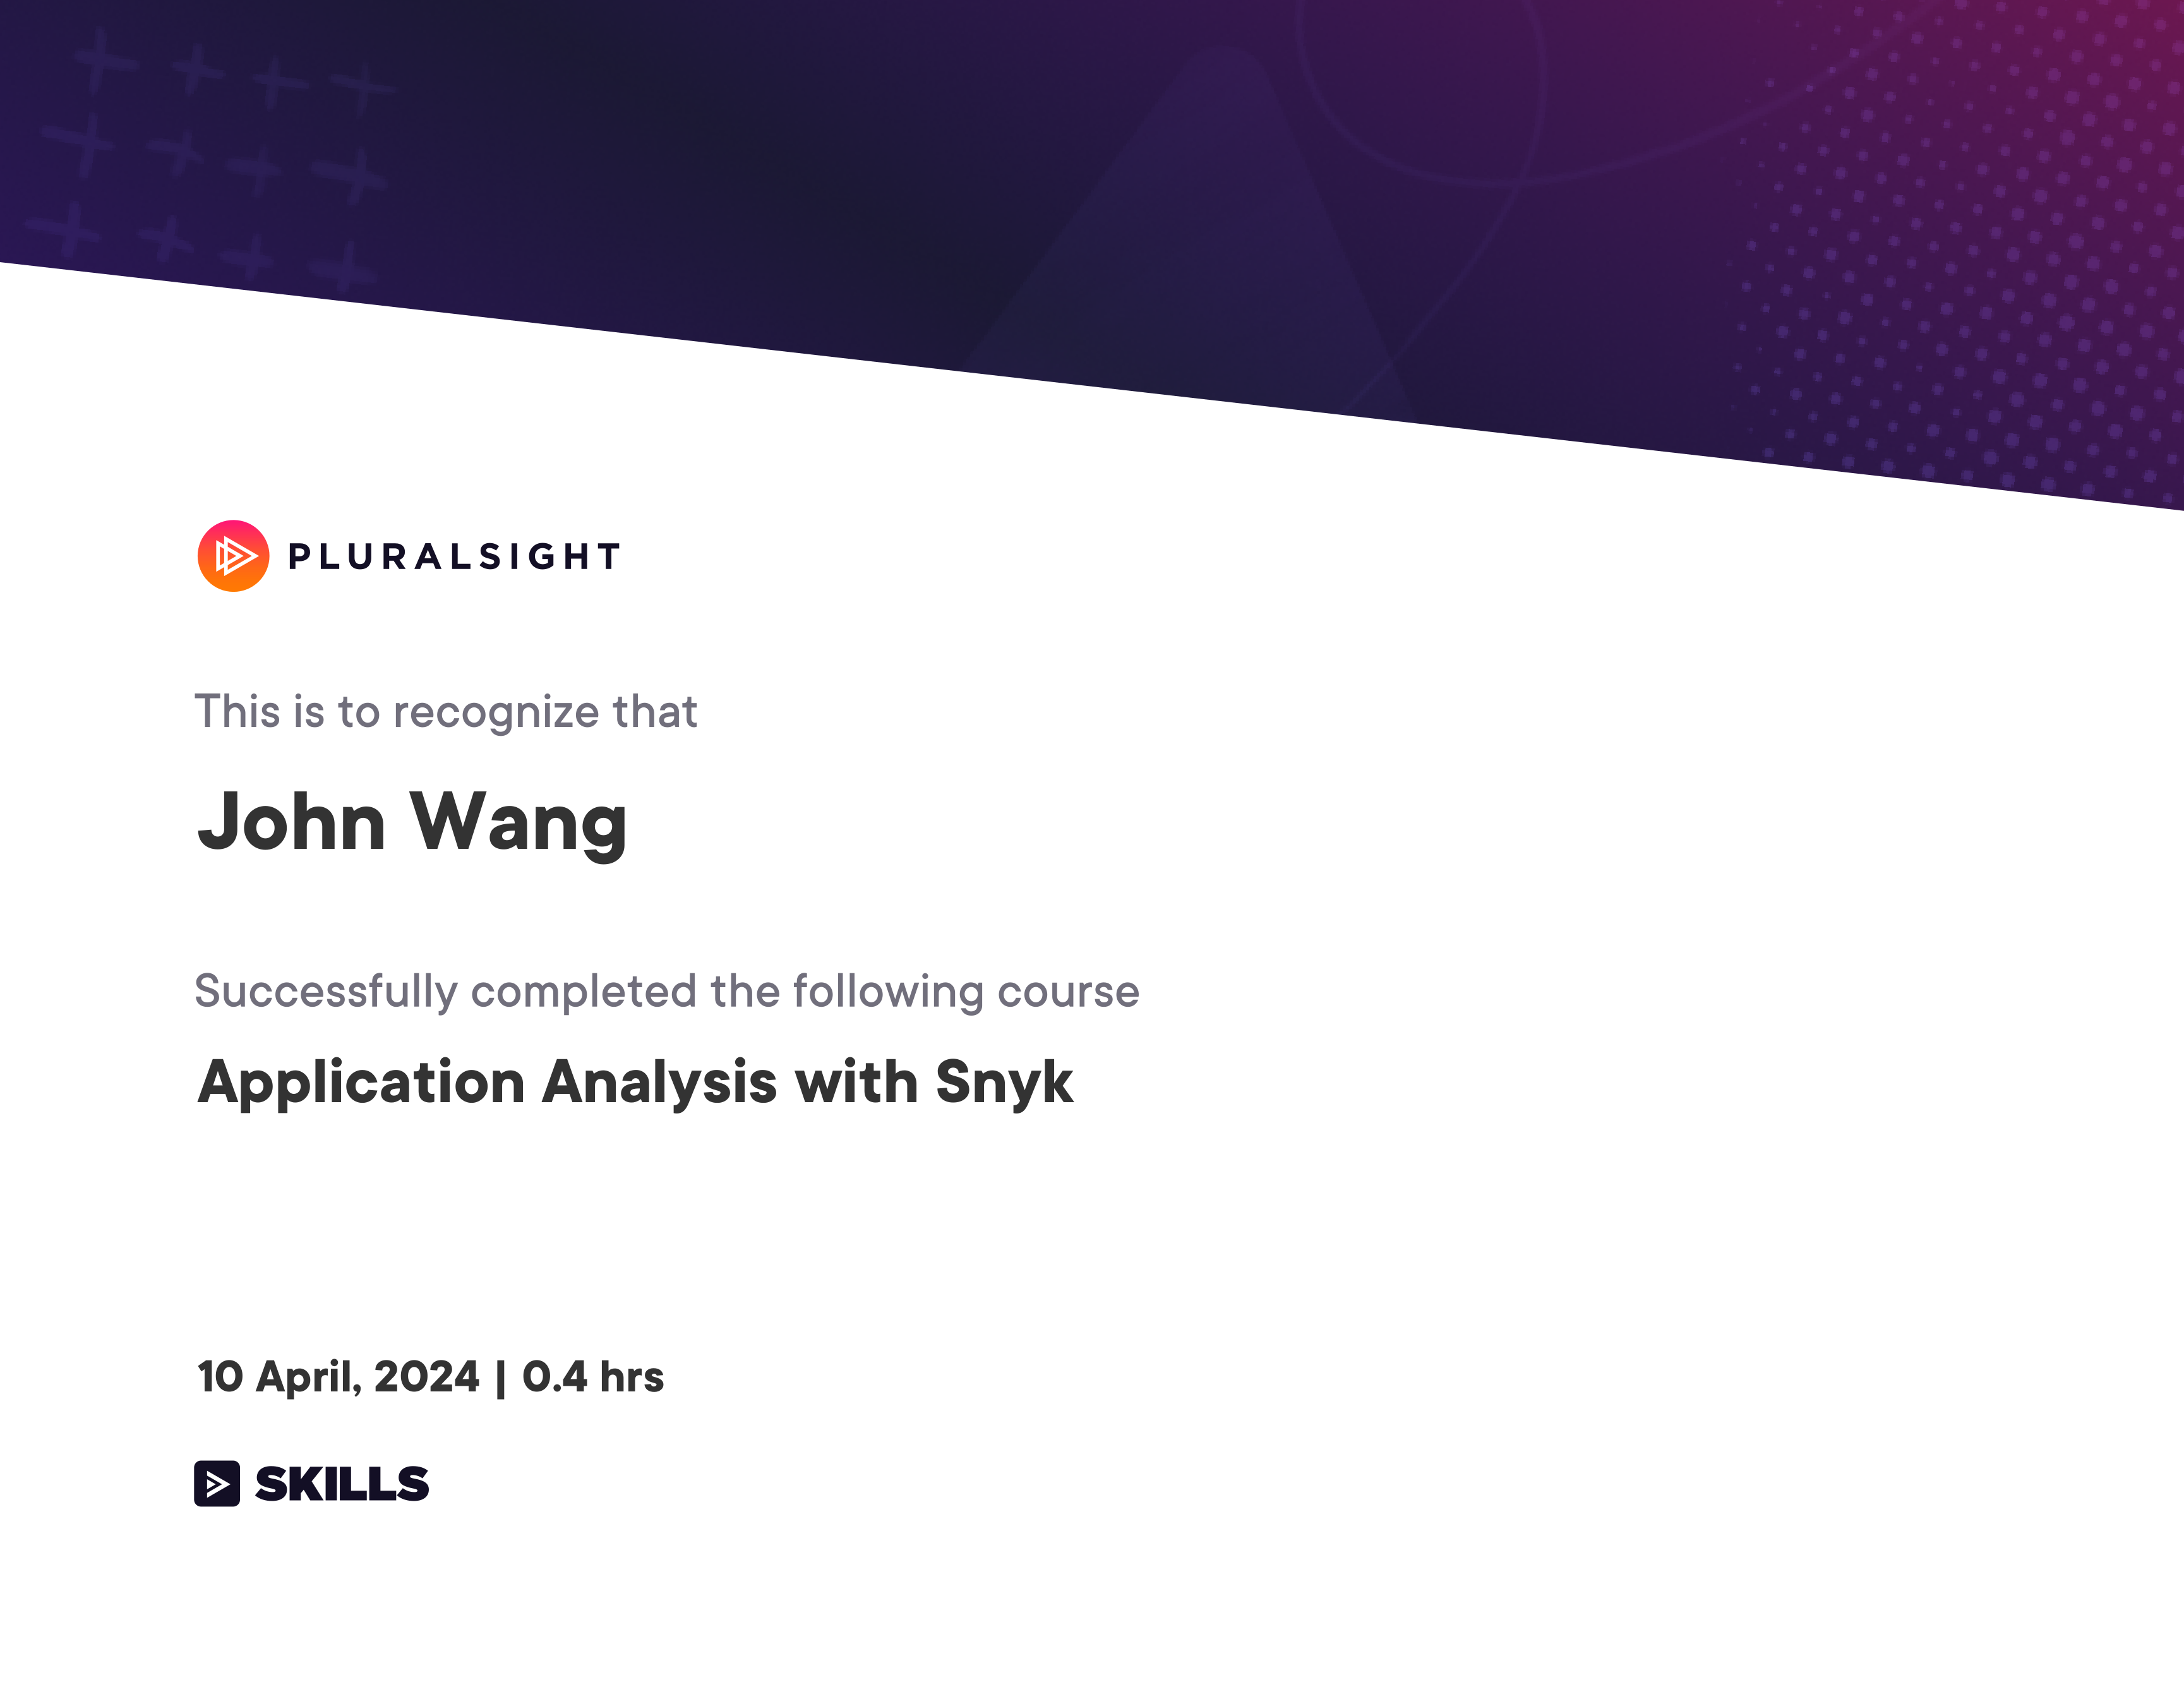 PLURALSIGHT
This is to recognize that
John Wang
Successfully completed the following course
Application Analysis with Snyk
10 April, 2024 | 0.4 hrs
SKILLS